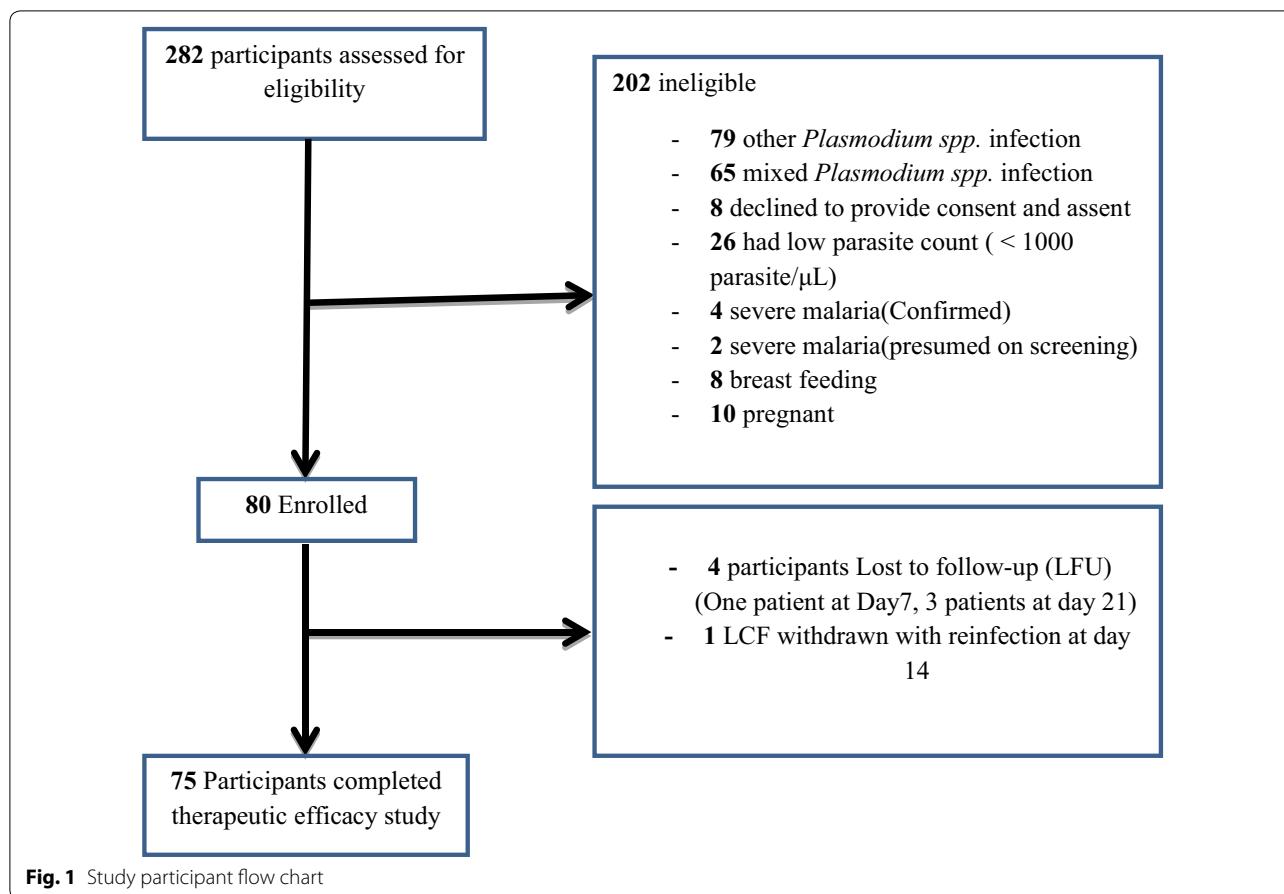 282 participants assessed for
eligibility
202 ineligible
- 79 other Plasmodium spp. infection
- 65 mixed Plasmodium spp. infection
- 8 declined to provide consent and assent
- 26 had low parasite count ( < 1000
parasite/μL)
- 4 severe malaria(Confirmed)
- 2 severe malaria(presumed on screening)
- 8 breast feeding
- 10 pregnant
80 Enrolled
- 4 participants Lost to follow-up (LFU)
(One patient at Day7, 3 patients at day 21)
- 1 LCF withdrawn with reinfection at day
14
75 Participants completed
therapeutic efficacy study
Fig. 1 Study participant flow chart